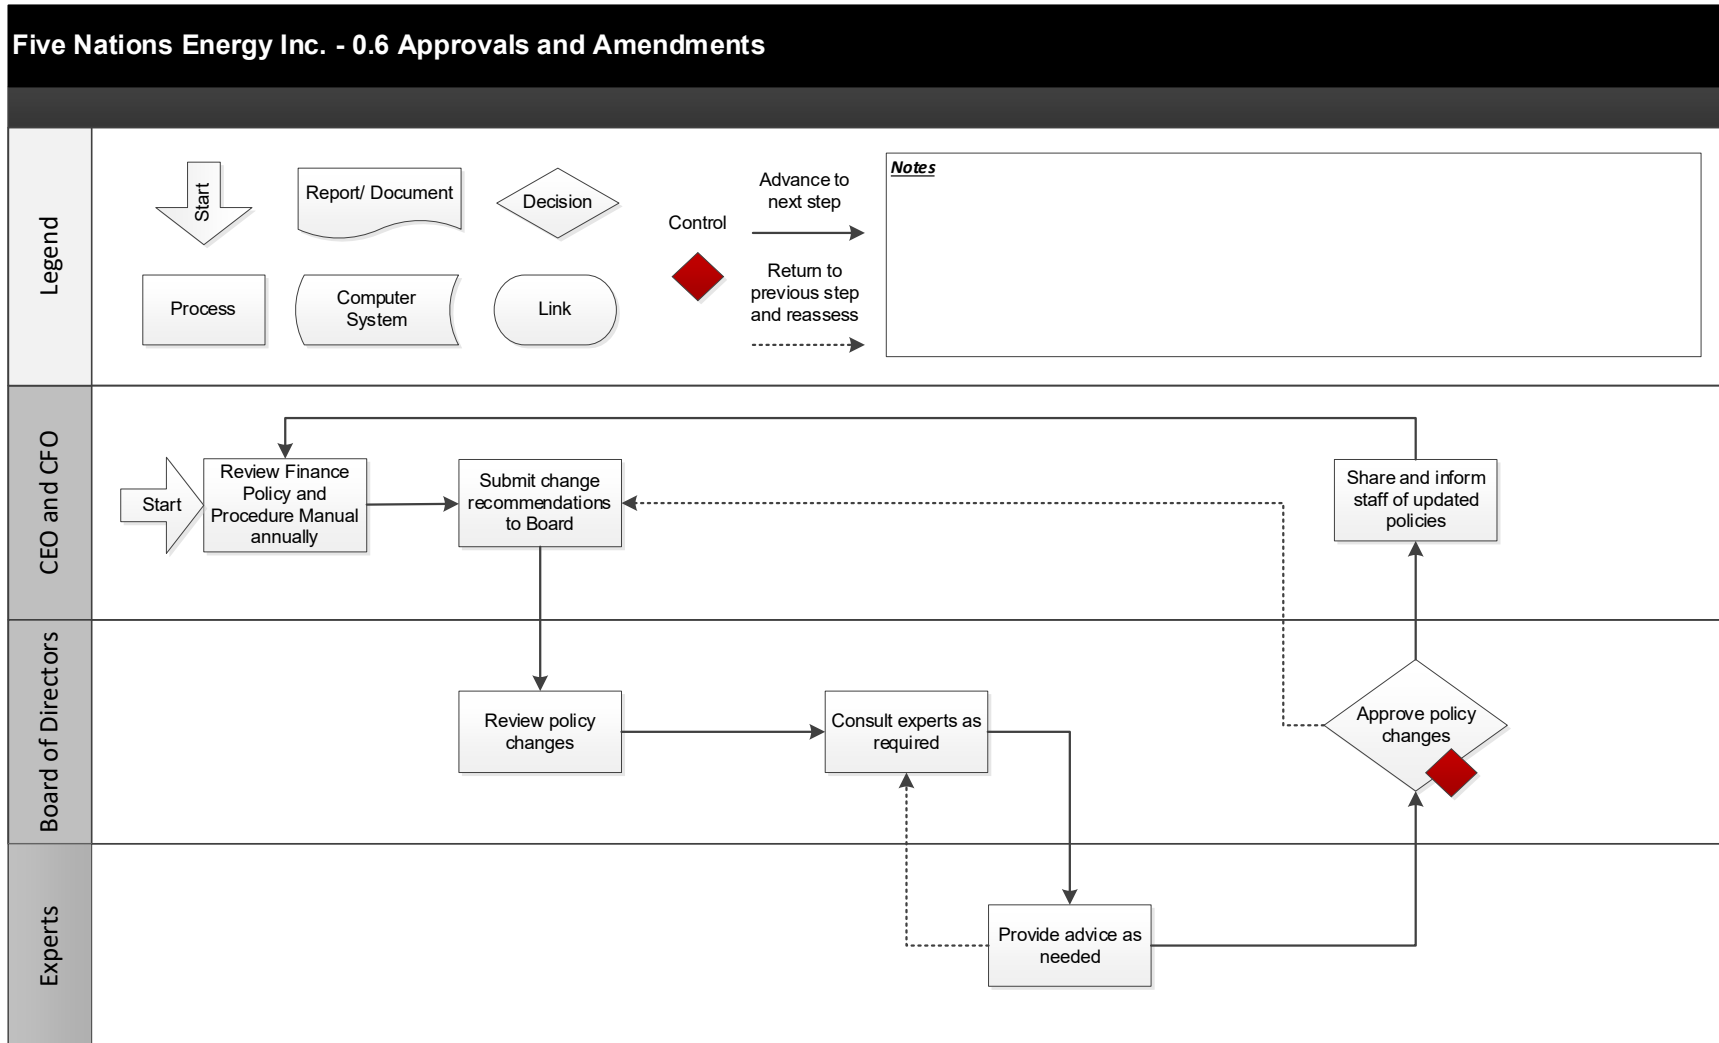 Five Nations Energy Inc. - 0.6 Approvals and Amendments
Legend
Start
Report/ Document
Decision
Process
Computer
System
Link
Control
Advance to
next step
Return to
previous step
and reassess
Notes
CEO and CFO
Start
Review Finance
Policy and
Procedure Manual
annually
Submit change
recommendations
to Board
Share and inform
staff of updated
policies
Board of Directors
Review policy
changes
Consult experts as
required
Approve policy
changes
Experts
Provide advice as
needed